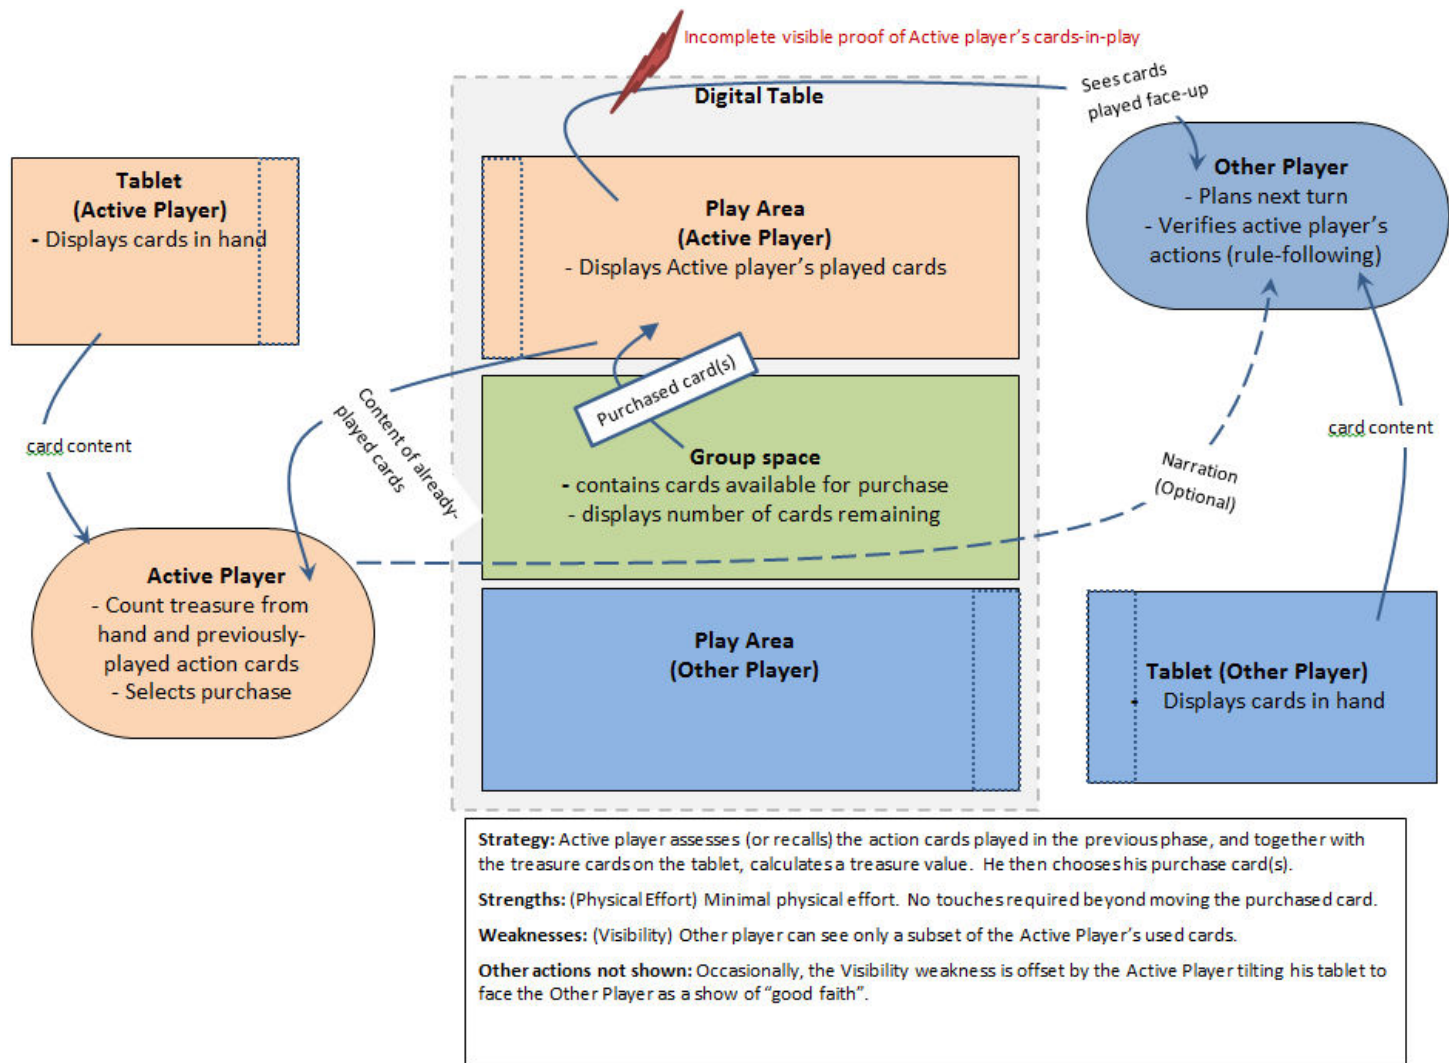 Incomplete visible proof of Active player's cards-in-play
Digital Table
Sees cards
played face-up
Tablet
(Active Player)
- Displays cards in hand
Play Area
(Active Player)
- Displays Active player's played cards
Other Player
- Plans next turn
- Verifies active player's
actions (rule-following)
card content
Content of already-
played cards
Purchased card(s)
Group space
- contains cards available for purchase
- displays number of cards remaining
Narration
(Optional)
card content
Active Player
- Count treasure from
hand and previously-
played action cards
- Selects purchase
Play Area
(Other Player)
Tablet (Other Player)
- Displays cards in hand
Strategy: Active player assesses (or recalls) the action cards played in the previous phase, and together with
the treasure cards on the tablet, calculates a treasure value. He then chooses his purchase card(s).
Strengths: (Physical Effort) Minimal physical effort. No touches required beyond moving the purchased card.
Weaknesses: (Visibility) Other player can see only a subset of the Active Player's used cards.
Other actions not shown: Occasionally, the Visibility weakness is offset by the Active Player tilting his tablet to
face the Other Player as a show of "good faith".